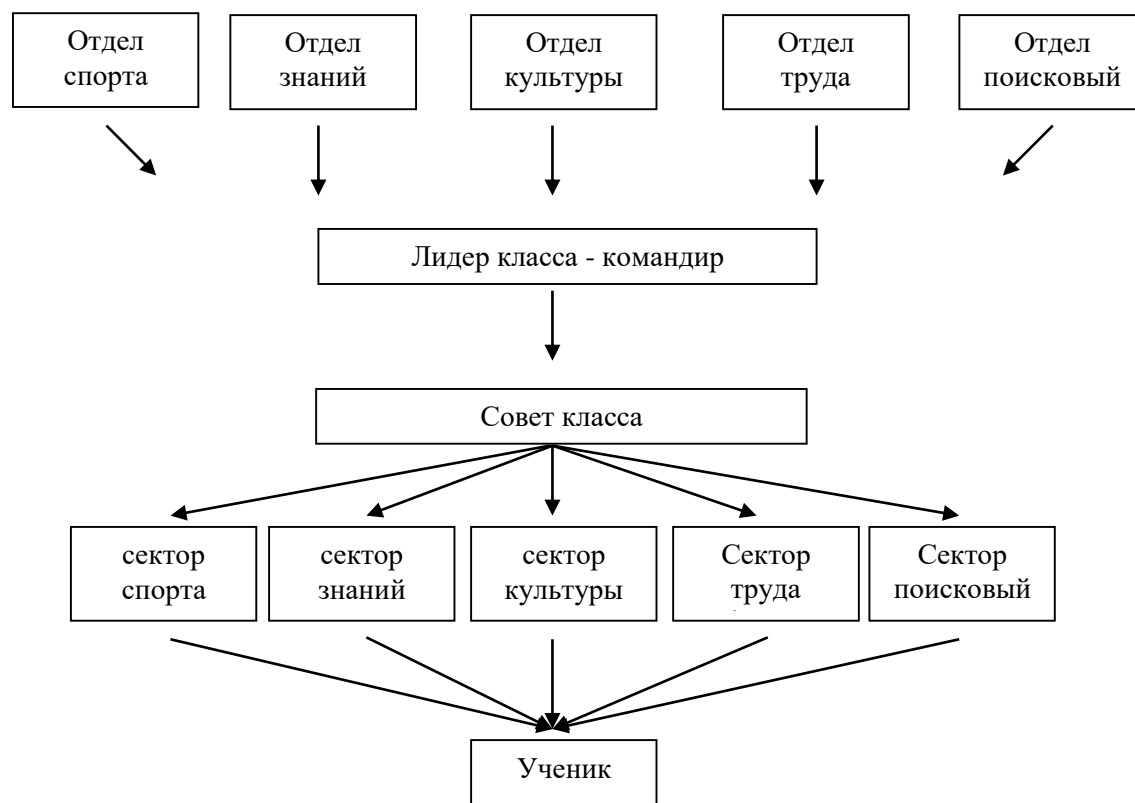 Отдел
спорта
Отдел
знаний
Отдел
культуры
Отдел
труда
Отдел
поисковый
Лидер класса - командир
Совет класса
сектор
спорта
сектор
знаний
сектор
культуры
Сектор
труда
Сектор
поисковый
Ученик